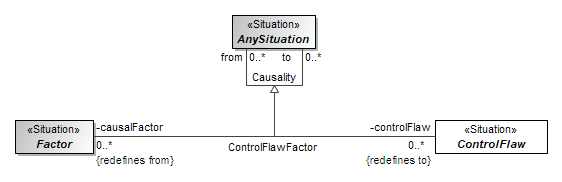 «Situation»
AnySituation
from 0..* to 0..*
Causality
«Situation»
Factor
-causalFactor
0..*
{redefines from}
ControlFlawFactor
-controlFlaw
0..*
{redefines to}
«Situation»
ControlFlaw